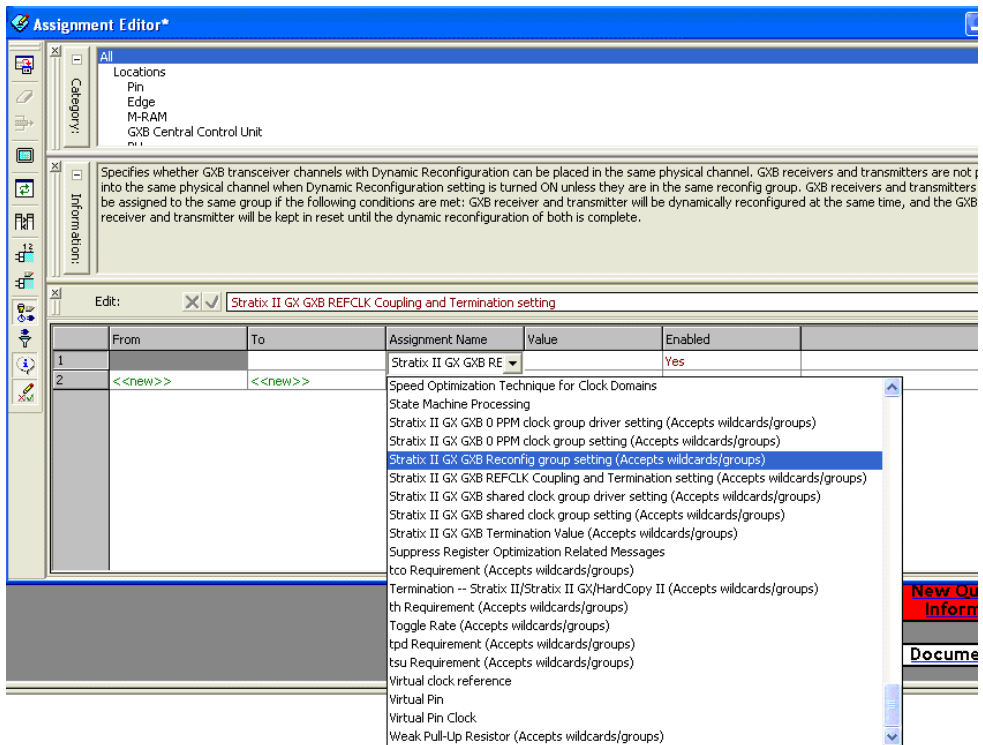 Assignment Editor*
Category:
All
Locations
Pin
Edge
M-RAM
GXB Central Control Unit
Information:
Specifies whether GXB transceiver channels with Dynamic Reconfiguration can be placed in the same physical channel. GXB receivers and transmitters are not p
into the same physical channel when Dynamic Reconfiguration setting is turned ON unless they are in the same reconfig group. GXB receivers and transmitters
be assigned to the same group if the following conditions are met: GXB receiver and transmitter will be dynamically reconfigured at the same time, and the GXB
receiver and transmitter will be kept in reset until the dynamic reconfiguration of both is complete.
Edit:
Stratix II GX GXB REFCLK Coupling and Termination setting
From To Assignment Name Value Enabled
1 Stratix II GX GXB RE Yes
2 <<new>> <<new>>
Speed Optimization Technique for Clock Domains
State Machine Processing
Stratix II GX GXB 0 PPM clock group driver setting (Accepts wildcards/groups)
Stratix II GX GXB 0 PPM clock group setting (Accepts wildcards/groups)
Stratix II GX GXB Reconfig group setting (Accepts wildcards/groups)
Stratix II GX GXB REFCLK Coupling and Termination setting (Accepts wildcards/groups)
Stratix II GX GXB shared clock group driver setting (Accepts wildcards/groups)
Stratix II GX GXB shared clock group setting (Accepts wildcards/groups)
Stratix II GX GXB Termination Value (Accepts wildcards/groups)
Suppress Register Optimization Related Messages
tco Requirement (Accepts wildcards/groups)
Termination -- Stratix II/Stratix II GX/HardCopy II (Accepts wildcards/groups)
th Requirement (Accepts wildcards/groups)
Toggle Rate (Accepts wildcards/groups)
tpd Requirement (Accepts wildcards/groups)
tsu Requirement (Accepts wildcards/groups)
Virtual clock reference
Virtual Pin
Virtual Pin Clock
Weak Pull-Up Resistor (Accepts wildcards/groups)
New Qu
Inform
Docume